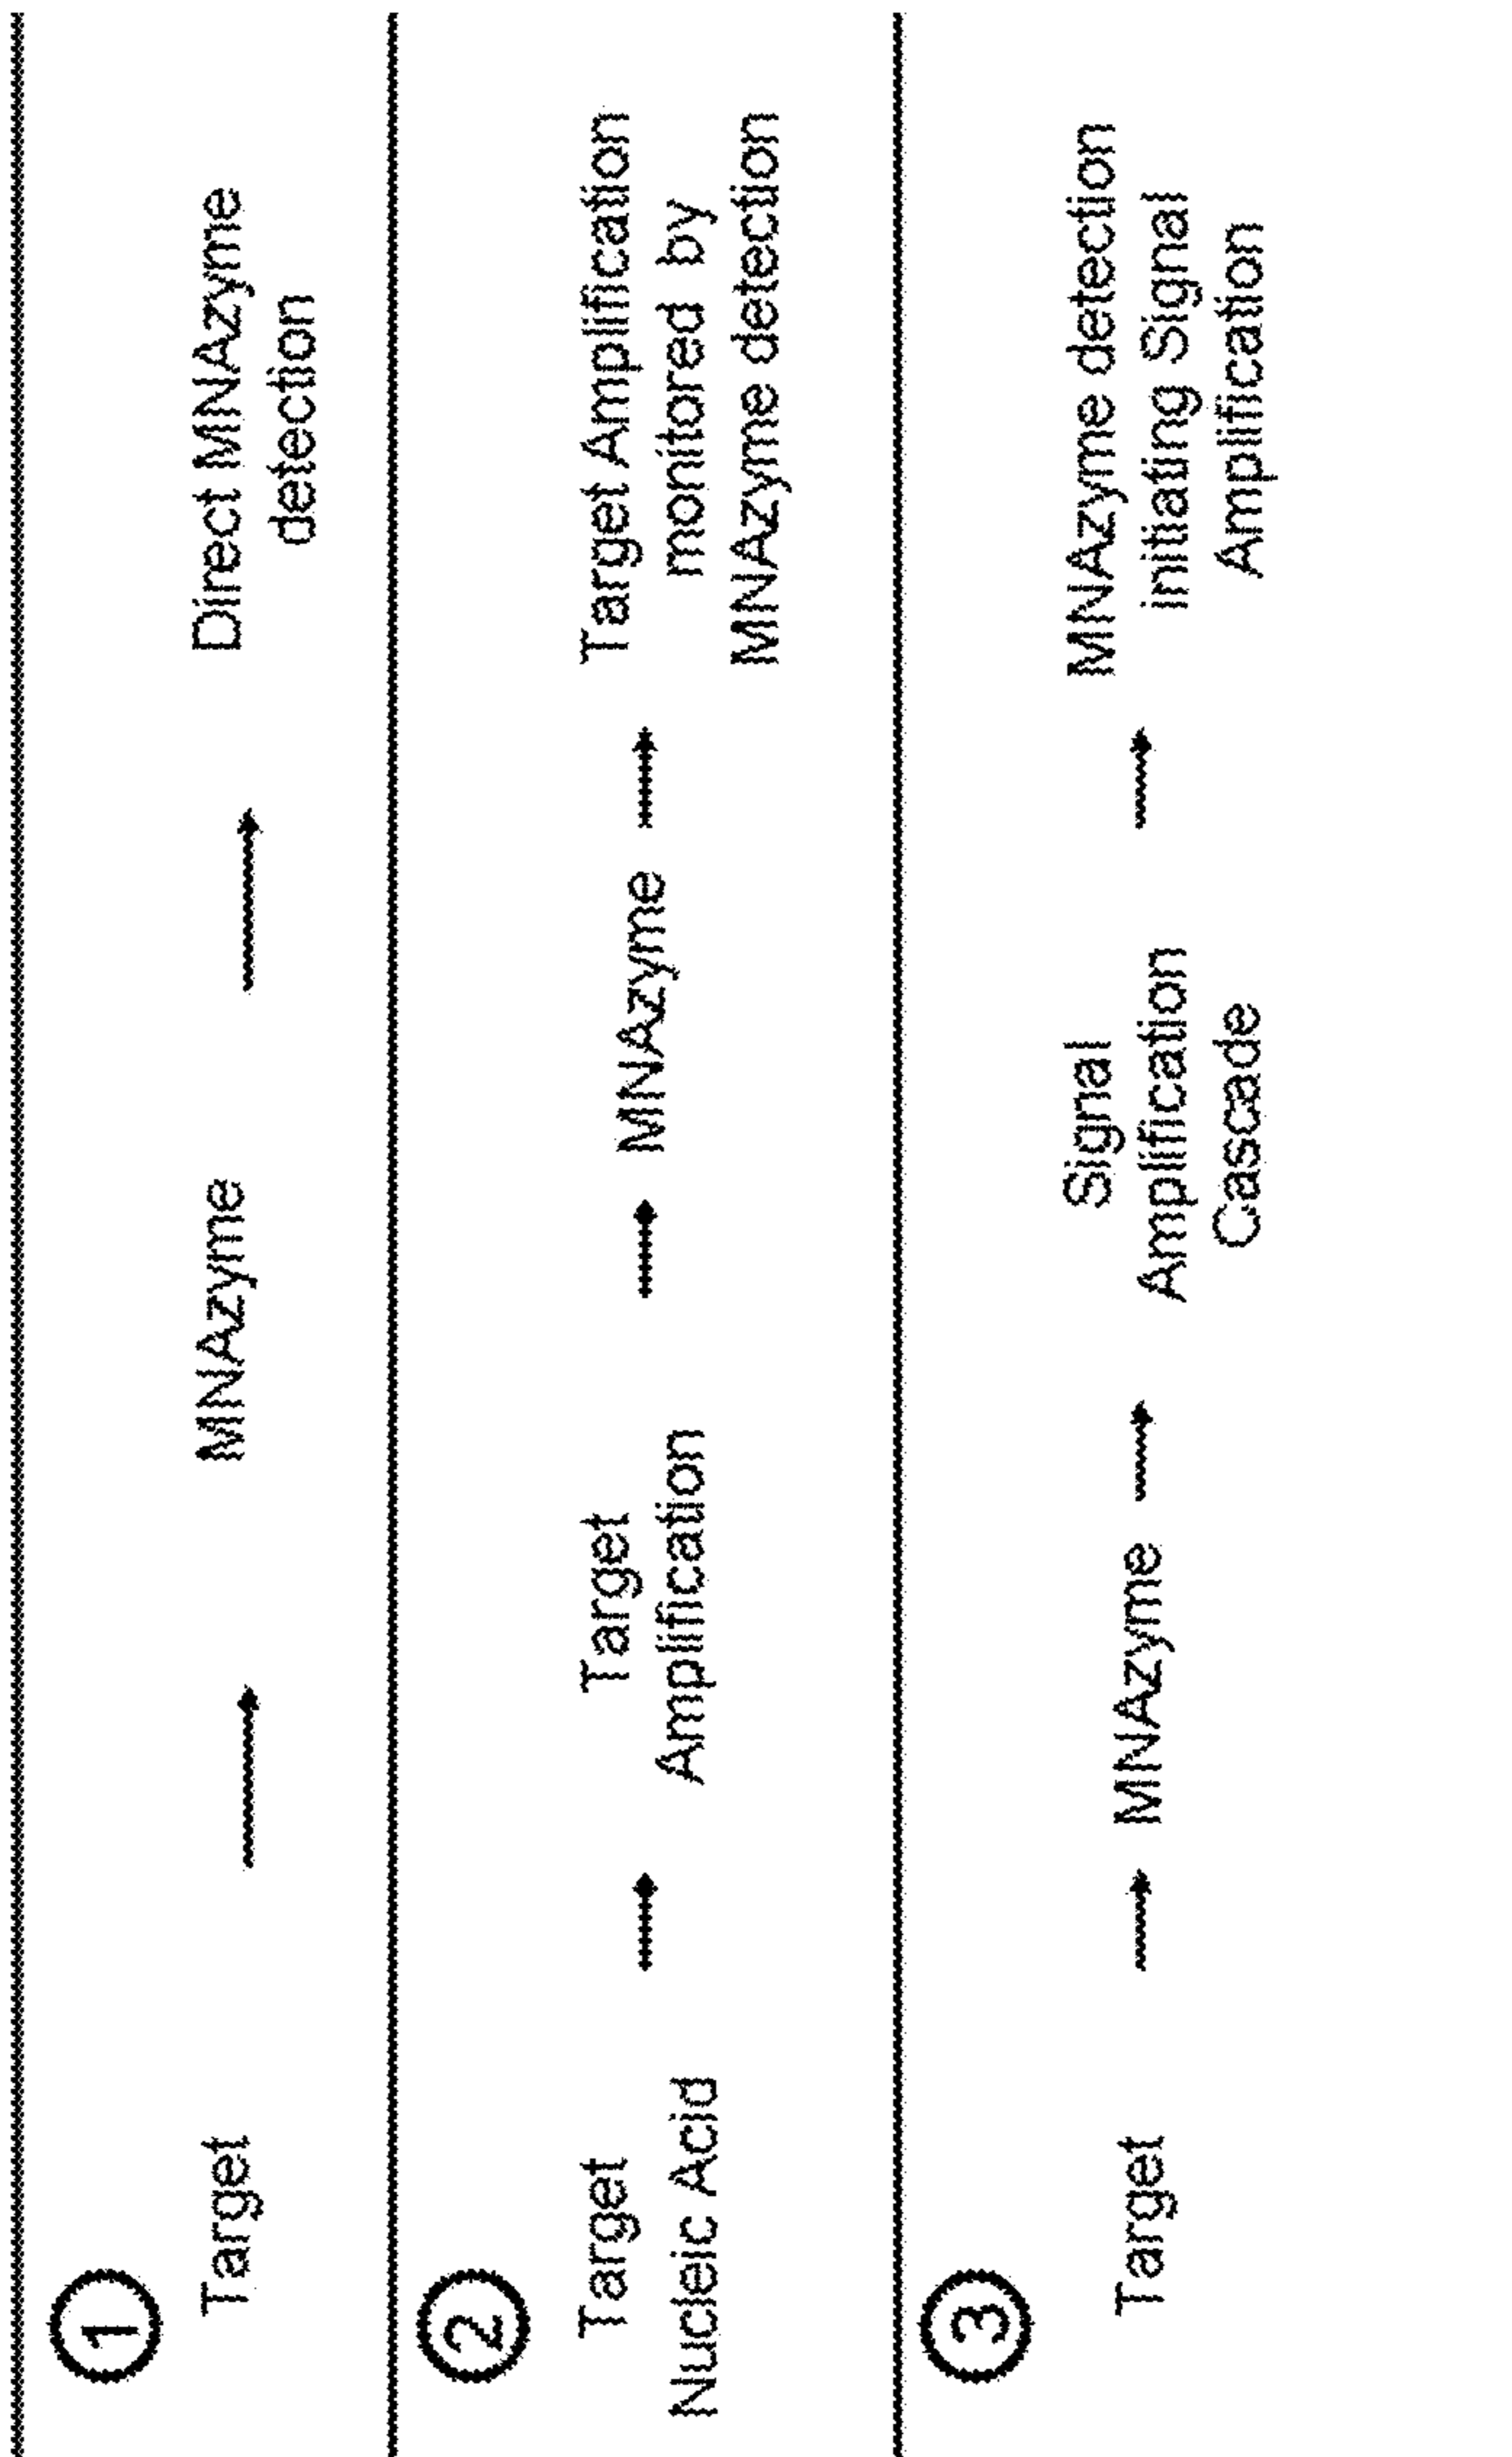 1
Target
MNAzyme
Direct MNAzyme
detection
2
Target
Nucleic Acid
Target
Amplification
MNAzyme
Target Amplification
monitored by
MNAzyme detection
3
Target
MNAzyme
Signal
Amplification
Cascade
MNAzyme detection
initiating Signal
Amplification